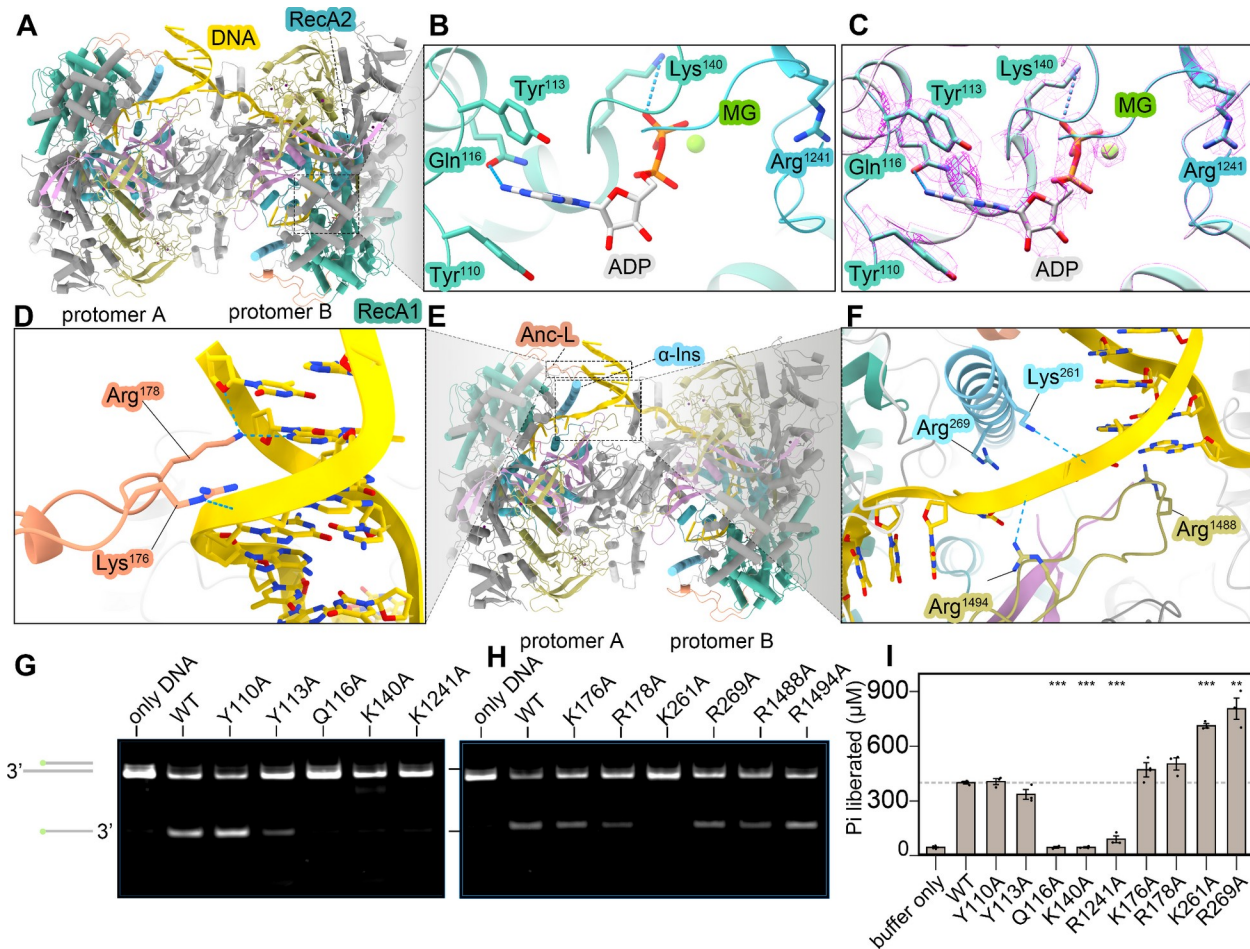 A
DNA
RecA2
protomer A
protomer B
RecA1
B
Tyr¹¹³
Lys¹⁴⁰
MG
Gln¹¹⁶
Arg¹²⁴¹
Tyr¹¹⁰
ADP
C
Lys¹⁴⁰
Tyr¹¹³
MG
Gln¹¹⁶
Arg¹²⁴¹
Tyr¹¹⁰
ADP
D
Arg¹⁷⁸
Lys¹⁷⁶
E
Anc-L
α-Ins
protomer A
protomer B
F
Lys²⁶¹
Arg²⁶⁹
Arg¹⁴⁸⁸
Arg¹⁴⁹⁴
G
only DNA
WT
Y110A
Y113A
Q116A
K140A
K1241A
3’
3’
H
only DNA
WT
K176A
R178A
K261A
R269A
R1488A
R1494A
I
Pi liberated (μM)
900
600
300
0
***
***
***
***
**
buffer only
WT
Y110A
Y113A
Q116A
K140A
R1241A
K176A
R178A
K261A
R269A